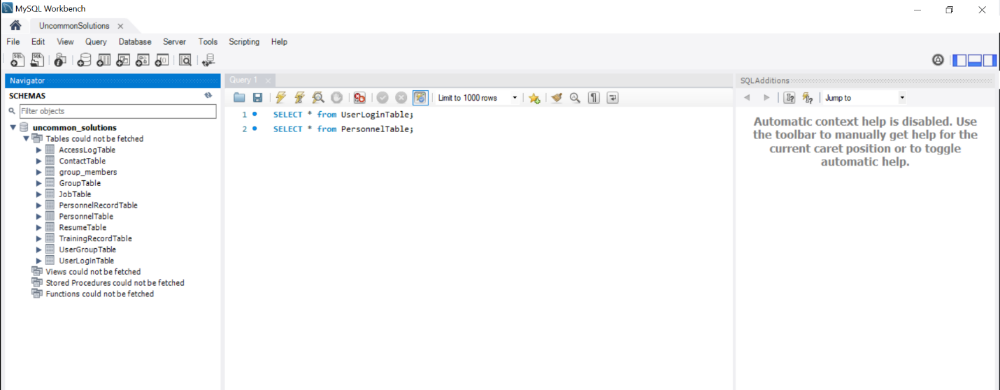 MySQL Workbench
UncommonSolutions
File Edit View Query Database Server Tools Scripting Help
Navigator
SCHEMAS
Filter objects
uncommon_solutions
Tables could not be fetched
AccessLogTable
ContactTable
group_members
GroupTable
JobTable
PersonnelRecordTable
PersonnelTable
ResumeTable
TrainingRecordTable
UserGroupTable
UserLoginTable
Views could not be fetched
Stored Procedures could not be fetched
Functions could not be fetched
Query 1
Limit to 1000 rows
1 SELECT * from UserLoginTable;
2 SELECT * from PersonnelTable;
SQLAdditions
Jump to
Automatic context help is disabled. Use
the toolbar to manually get help for the
current caret position or to toggle
automatic help.